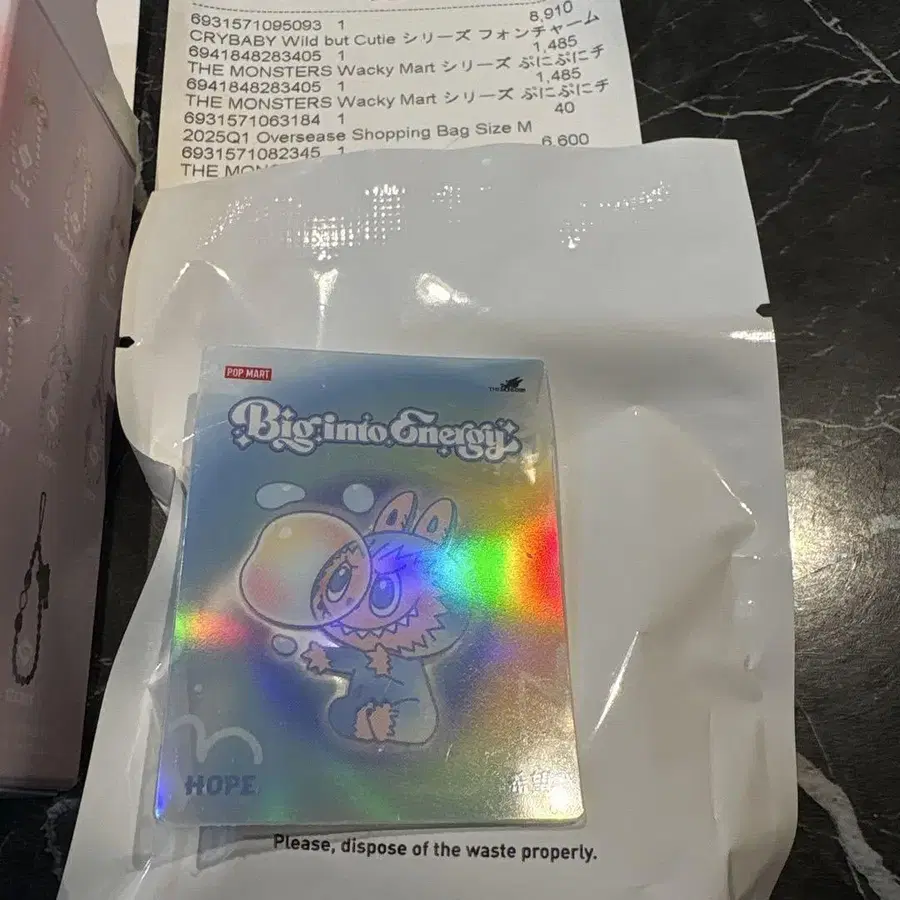 8,910
6931571095093 1
CRYBABY Wild but Cutie シリーズ フォンチャーム
1,485
6941848283405 1
THE MONSTERS Wacky Mart シリーズ ぷにぷにチ
1,485
6941848283405 1
THE MONSTERS Wacky Mart シリーズ ぷにぷにチ
40
6931571063184 1
2025Q1 Oversease Shopping Bag Size M
6,600
6931571082345 1
THE
POP MART
Big into Energy
HOPE
Please, dispose of the waste properly.